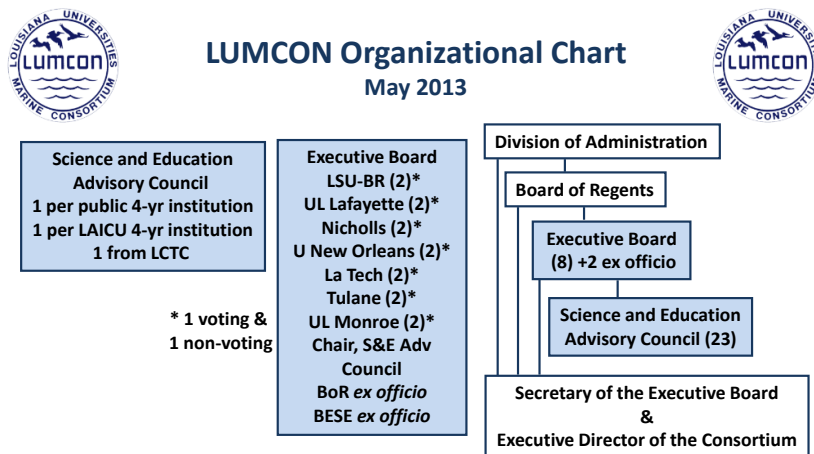 LOUISIANA UNIVERSITIES
LUMCON
MARINE CONSORTIUM
LUMCON Organizational Chart
May 2013
LOUISIANA UNIVERSITIES
LUMCON
MARINE CONSORTIUM
Science and Education
Advisory Council
1 per public 4-yr institution
1 per LAICU 4-yr institution
1 from LCTC
* 1 voting &
1 non-voting
Executive Board
LSU-BR (2)*
UL Lafayette (2)*
Nicholls (2)*
U New Orleans (2)*
La Tech (2)*
Tulane (2)*
UL Monroe (2)*
Chair, S&E Adv
Council
BoR ex officio
BESE ex officio
Division of Administration
Board of Regents
Executive Board
(8) +2 ex officio
Science and Education
Advisory Council (23)
Secretary of the Executive Board
&
Executive Director of the Consortium